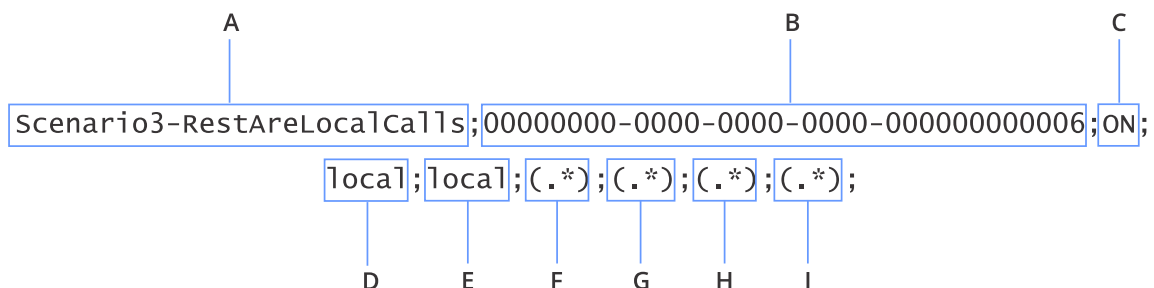 A B C
Scenario3-RestAreLocalCalls;00000000-0000-0000-0000-000000000006;ON;
local;local;(.*);(.*);(.*);(.*);
D E F G H I